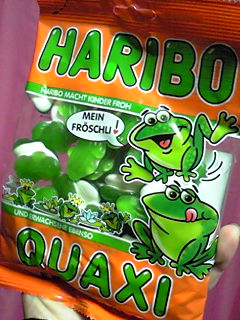 HARIBO
HARIBO MACHT KINDER FROH
MEIN
FRÖSCHLI!
UND ERWACHSENE EBENSO
QUAXI